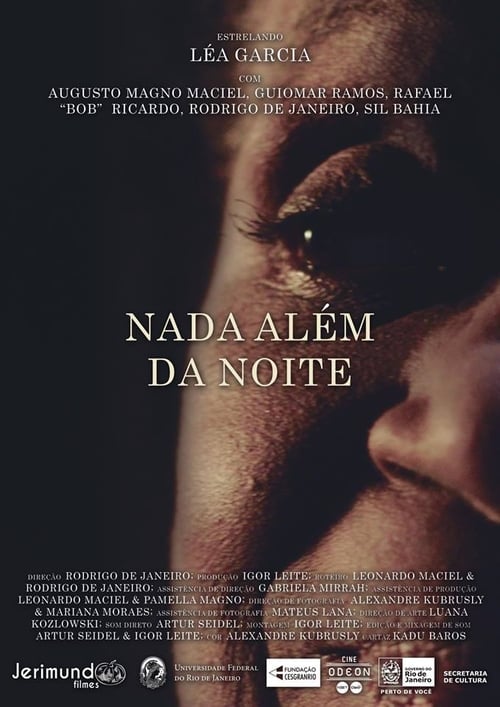 ESTRELANDO
LÉA GARCIA
COM
AUGUSTO MAGNO MACIEL, GUIOMAR RAMOS, RAFAEL
“BOB” RICARDO, RODRIGO DE JANEIRO, SIL BAHIA
NADA ALÉM
DA NOITE
DIREÇÃO RODRIGO DE JANEIRO; PRODUÇÃO IGOR LEITE; ROTEIRO LEONARDO MACIEL &
RODRIGO DE JANEIRO; ASSISTÊNCIA DE DIREÇÃO GABRIELA MIRRAH; ASSISTÊNCIA DE PRODUÇÃO
LEONARDO MACIEL & PAMELLA MAGNO; DIREÇÃO DE FOTOGRAFIA ALEXANDRE KUBRUSLY
& MARIANA MORAES; ASSISTÊNCIA DE FOTOGRAFIA MATEUS LANA; DIREÇÃO DE ARTE LUANA
KOZLOWSKI; SOM DIRETO ARTUR SEIDEL; MONTAGEM IGOR LEITE; EDIÇÃO E MIXAGEM DE SOM
ARTUR SEIDEL & IGOR LEITE; COR ALEXANDRE KUBRUSLY CARTAZ KADU BAROS
Jerimund
filmes
UNIVERSIDADE FEDERAL
DO RIO DE JANEIRO
FUNDAÇÃO
CESGRANRIO
CINE
ODEON
GOVERNO DO
Rio de
Janeiro
PERTO DE VOCÊ
SECRETARIA
DE CULTURA